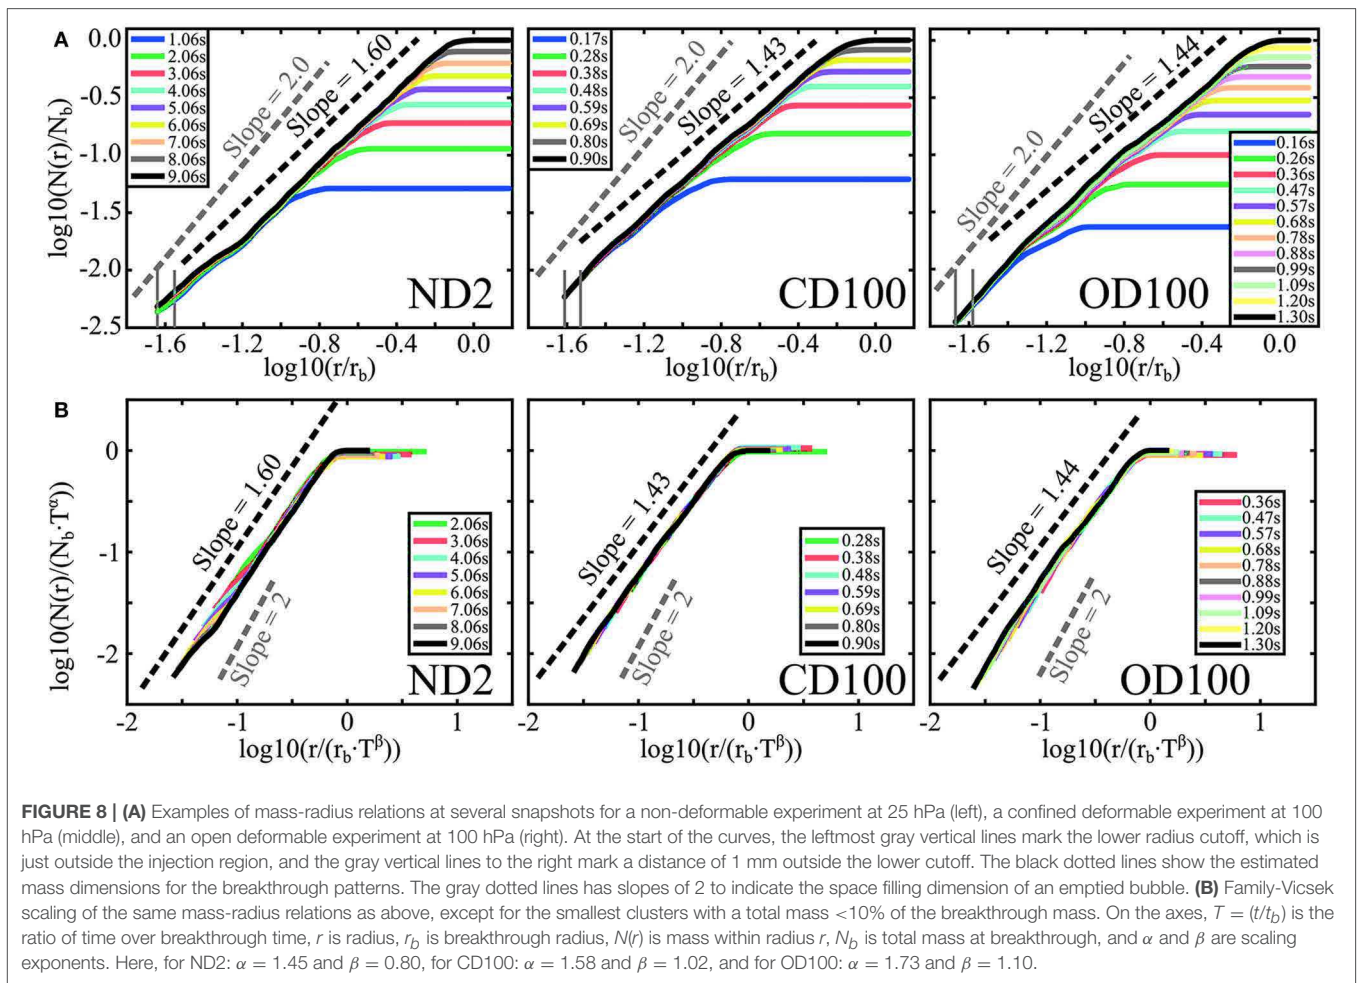 A
0.0
-0.5
-1.0
-1.5
-2.0
-2.5
log10(N(r)/N_b)
1.06s
2.06s
3.06s
4.06s
5.06s
6.06s
7.06s
8.06s
9.06s
Slope = 2.0
Slope = 1.60
ND2
-1.6 -1.2 -0.8 -0.4 0.0
log10(r/r_b)
0.17s
0.28s
0.38s
0.48s
0.59s
0.69s
0.80s
0.90s
Slope = 2.0
Slope = 1.43
CD100
-1.6 -1.2 -0.8 -0.4 0.0
log10(r/r_b)
Slope = 2.0
Slope = 1.44
0.16s
0.26s
0.36s
0.47s
0.57s
0.68s
0.78s
0.88s
0.99s
1.09s
1.20s
1.30s
OD100
-1.6 -1.2 -0.8 -0.4 0.0
log10(r/r_b)
B
0
-1
-2
log10(N(r)/(N_b·T^α))
Slope = 1.60
Slope = 2
2.06s
3.06s
4.06s
5.06s
6.06s
7.06s
8.06s
9.06s
ND2
-2 -1 0 1
log10(r/(r_b·T^β))
Slope = 1.43
Slope = 2
0.28s
0.38s
0.48s
0.59s
0.69s
0.80s
0.90s
CD100
-2 -1 0 1
log10(r/(r_b·T^β))
Slope = 1.44
Slope = 2
0.36s
0.47s
0.57s
0.68s
0.78s
0.88s
0.99s
1.09s
1.20s
1.30s
OD100
-2 -1 0 1
log10(r/(r_b·T^β))
FIGURE 8 | (A) Examples of mass-radius relations at several snapshots for a non-deformable experiment at 25 hPa (left), a confined deformable experiment at 100
hPa (middle), and an open deformable experiment at 100 hPa (right). At the start of the curves, the leftmost gray vertical lines mark the lower radius cutoff, which is
just outside the injection region, and the gray vertical lines to the right mark a distance of 1 mm outside the lower cutoff. The black dotted lines show the estimated
mass dimensions for the breakthrough patterns. The gray dotted lines has slopes of 2 to indicate the space filling dimension of an emptied bubble. (B) Family-Vicsek
scaling of the same mass-radius relations as above, except for the smallest clusters with a total mass <10% of the breakthrough mass. On the axes, T = (t/t_b) is the
ratio of time over breakthrough time, r is radius, r_b is breakthrough radius, N(r) is mass within radius r, N_b is total mass at breakthrough, and α and β are scaling
exponents. Here, for ND2: α = 1.45 and β = 0.80, for CD100: α = 1.58 and β = 1.02, and for OD100: α = 1.73 and β = 1.10.